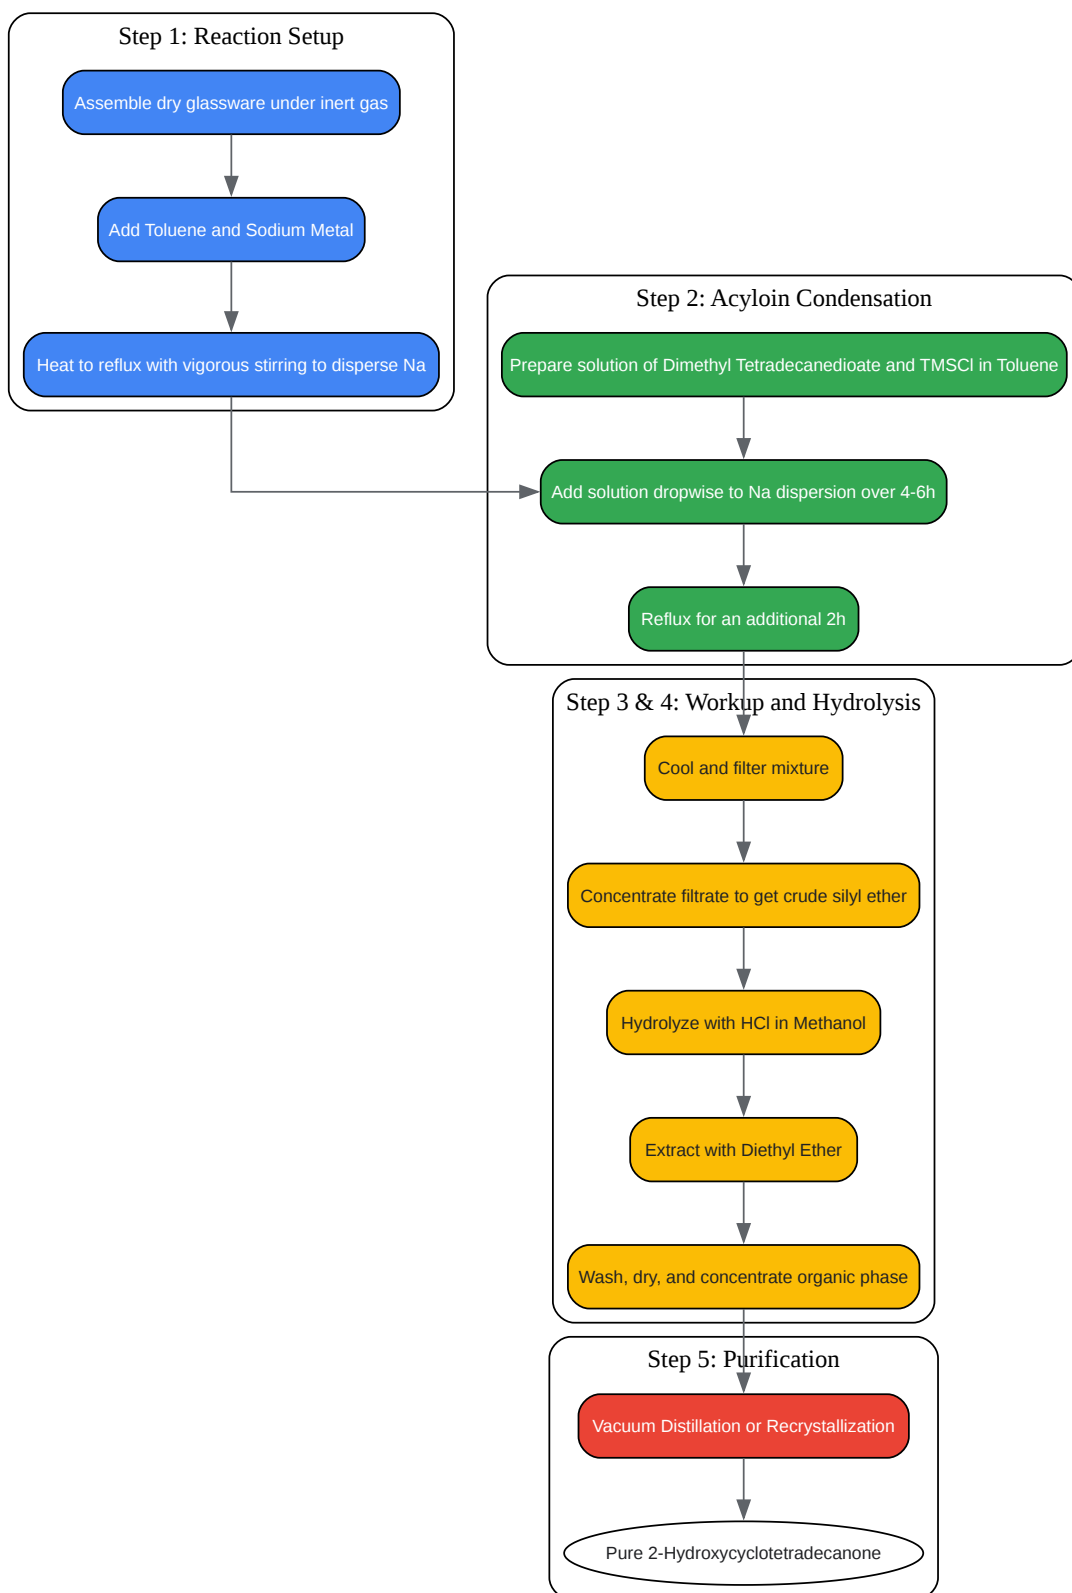 Step 1: Reaction Setup
Assemble dry glassware under inert gas
Add Toluene and Sodium Metal
Heat to reflux with vigorous stirring to disperse Na
Step 2: Acyloin Condensation
Prepare solution of Dimethyl Tetradecanedioate and TMSCl in Toluene
Add solution dropwise to Na dispersion over 4-6h
Reflux for an additional 2h
Step 3 & 4: Workup and Hydrolysis
Cool and filter mixture
Concentrate filtrate to get crude silyl ether
Hydrolyze with HCl in Methanol
Extract with Diethyl Ether
Wash, dry, and concentrate organic phase
Step 5: Purification
Vacuum Distillation or Recrystallization
Pure 2-Hydroxycyclotetradecanone